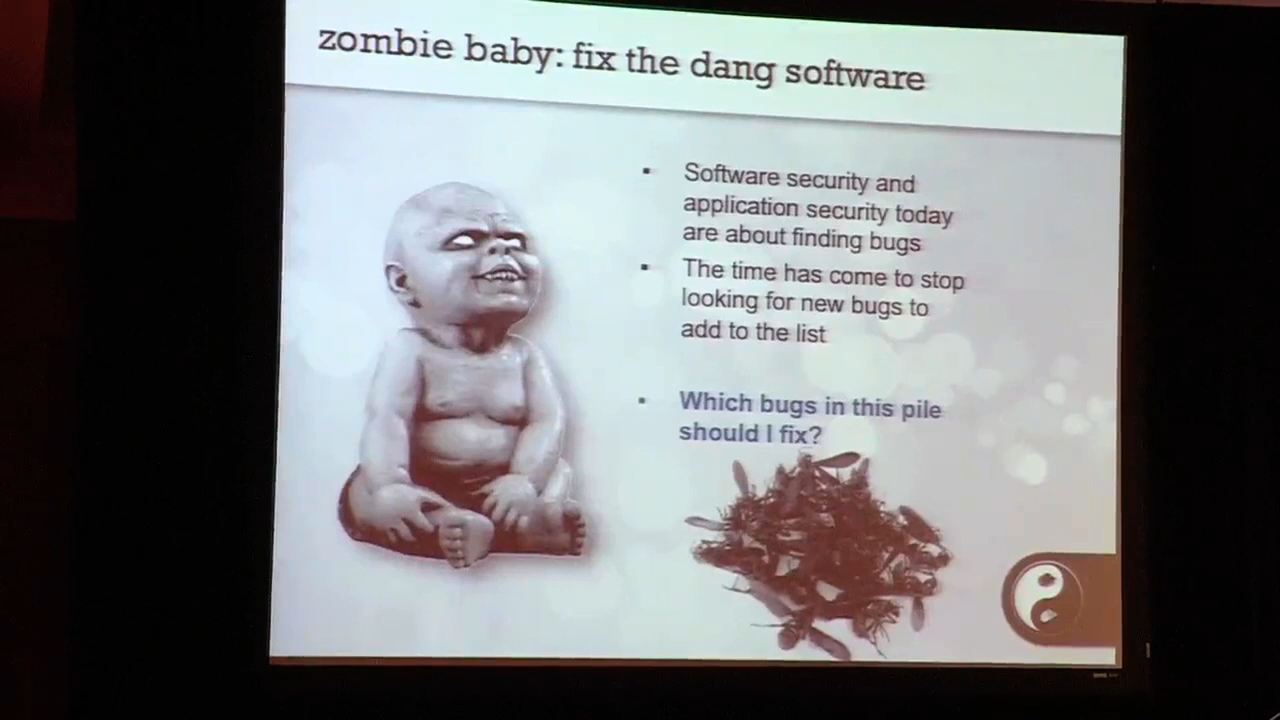 zombie baby: fix the dang software
▪ Software security and
application security today
are about finding bugs
▪ The time has come to stop
looking for new bugs to
add to the list
▪ Which bugs in this pile
should I fix?